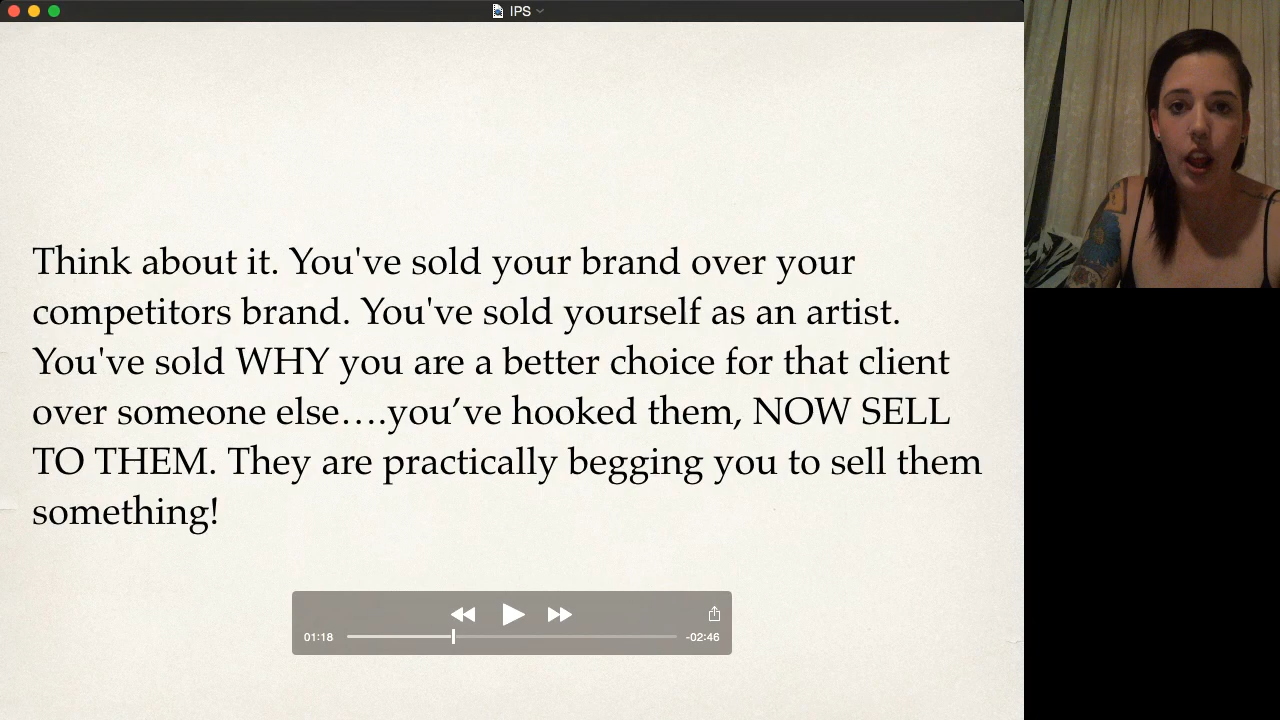 IPS
Think about it. You've sold your brand over your
competitors brand. You've sold yourself as an artist.
You've sold WHY you are a better choice for that client
over someone else….you’ve hooked them, NOW SELL
TO THEM. They are practically begging you to sell them
something!
01:18
-02:46